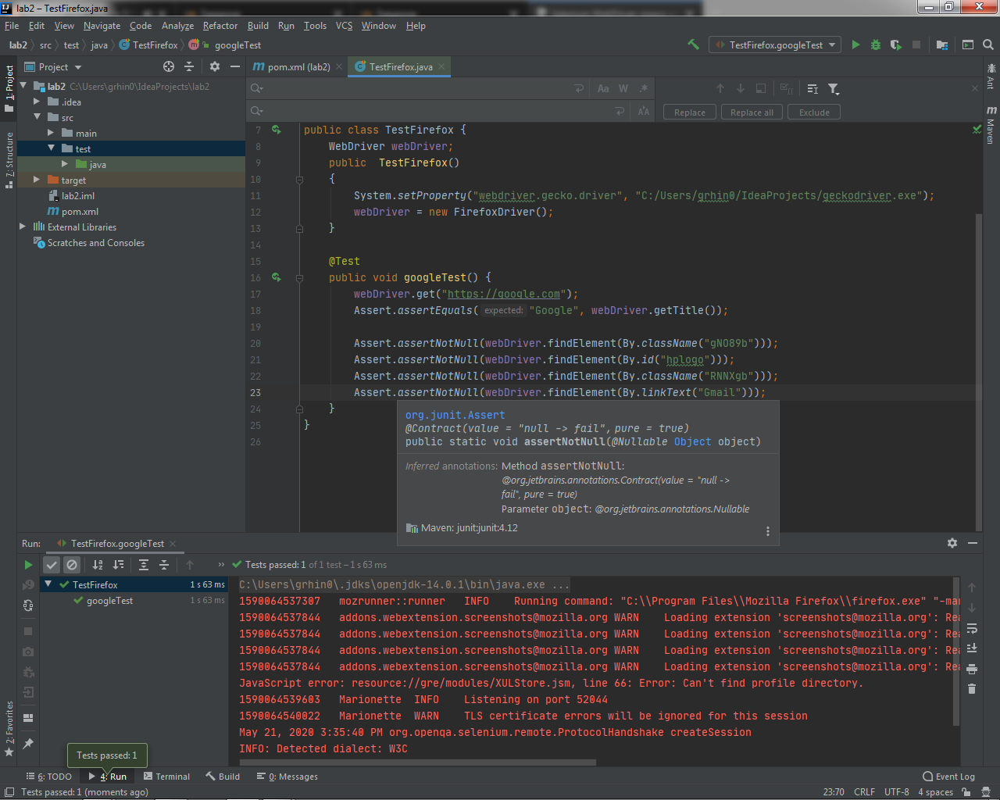 lab2 – TestFirefox.java
File Edit View Navigate Code Analyze Refactor Build Run Tools VCS Window Help
lab2 src test java TestFirefox googleTest TestFirefox.googleTest
1: Project
7: Structure
2: Favorites
Project
lab2 C:\Users\grhin0\IdeaProjects\lab2
.idea
src
main
test
java
target
lab2.iml
pom.xml
External Libraries
Scratches and Consoles
pom.xml (lab2) TestFirefox.java
Aa W .*
Replace Replace all Exclude
7 public class TestFirefox {
8 WebDriver webDriver;
9 public  TestFirefox()
10 {
11 System.setProperty("webdriver.gecko.driver", "C:/Users/grhin0/IdeaProjects/geckodriver.exe");
12 webDriver = new FirefoxDriver();
13 }
14
15 @Test
16 public void googleTest() {
17 webDriver.get("https://google.com");
18 Assert.assertEquals( expected: "Google", webDriver.getTitle());
19
20 Assert.assertNotNull(webDriver.findElement(By.className("gNO89b")));
21 Assert.assertNotNull(webDriver.findElement(By.id("hplogo")));
22 Assert.assertNotNull(webDriver.findElement(By.className("RNNXgb")));
23 Assert.assertNotNull(webDriver.findElement(By.linkText("Gmail")));
24 }
25 }
26
org.junit.Assert
@Contract(value = "null -> fail", pure = true)
public static void assertNotNull(@Nullable Object object)
Inferred annotations: Method assertNotNull:
@org.jetbrains.annotations.Contract(value = "null ->
fail", pure = true)
Parameter object: @org.jetbrains.annotations.Nullable
Maven: junit:junit:4.12
Ant
Maven
Run: TestFirefox.googleTest
Tests passed: 1 of 1 test – 1 s 63 ms
TestFirefox 1 s 63 ms
googleTest 1 s 63 ms
C:\Users\grhin0\.jdks\openjdk-14.0.1\bin\java.exe ...
1590064537307 mozrunner::runner INFO Running command: "C:\\Program Files\\Mozilla Firefox\\firefox.exe" "-mar
1590064537844 addons.webextension.screenshots@mozilla.org WARN Loading extension 'screenshots@mozilla.org': Rea
1590064537844 addons.webextension.screenshots@mozilla.org WARN Loading extension 'screenshots@mozilla.org': Rea
1590064537844 addons.webextension.screenshots@mozilla.org WARN Loading extension 'screenshots@mozilla.org': Rea
1590064537844 addons.webextension.screenshots@mozilla.org WARN Loading extension 'screenshots@mozilla.org': Rea
JavaScript error: resource://gre/modules/XULStore.jsm, line 66: Error: Can't find profile directory.
1590064539603 Marionette INFO Listening on port 52044
1590064540022 Marionette WARN TLS certificate errors will be ignored for this session
May 21, 2020 3:35:40 PM org.openqa.selenium.remote.ProtocolHandshake createSession
INFO: Detected dialect: W3C
Tests passed: 1
6: TODO 4: Run Terminal Build 0: Messages Event Log
Tests passed: 1 (moments ago) 23:70 CRLF UTF-8 4 spaces